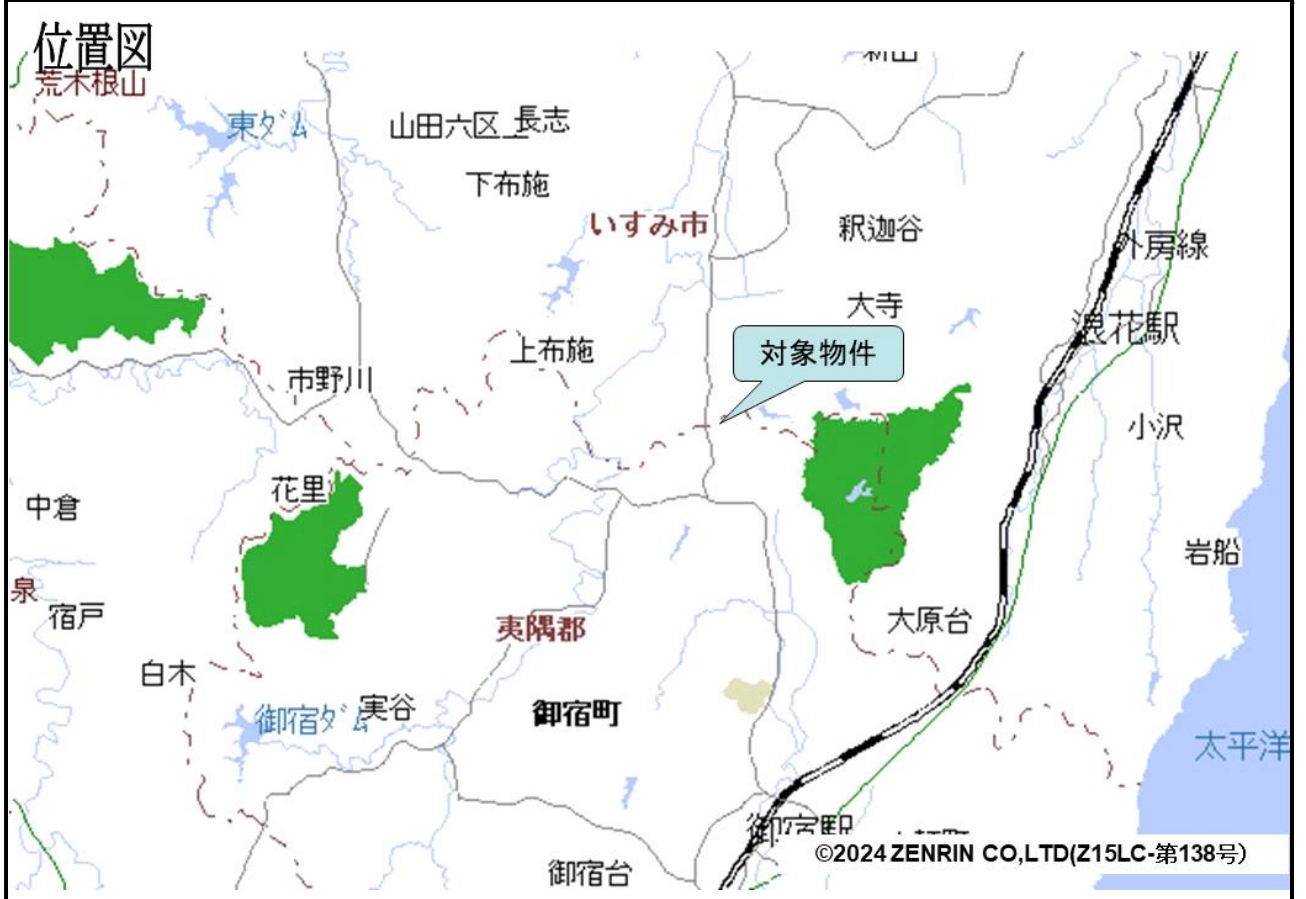 位置図
荒木根山
東ダム
山田六区上
長志
下布施
いすみ市
釈迦谷
外房線
大寺
浪花駅
上布施
対象物件
市野川
小沢
花里
中倉
岩船
泉
宿戸
大原台
夷隅郡
白木
御宿ダム
実谷
御宿町
太平洋
御宿駅
御宿台
©2024 ZENRIN CO,LTD(Z15LC-第138号)